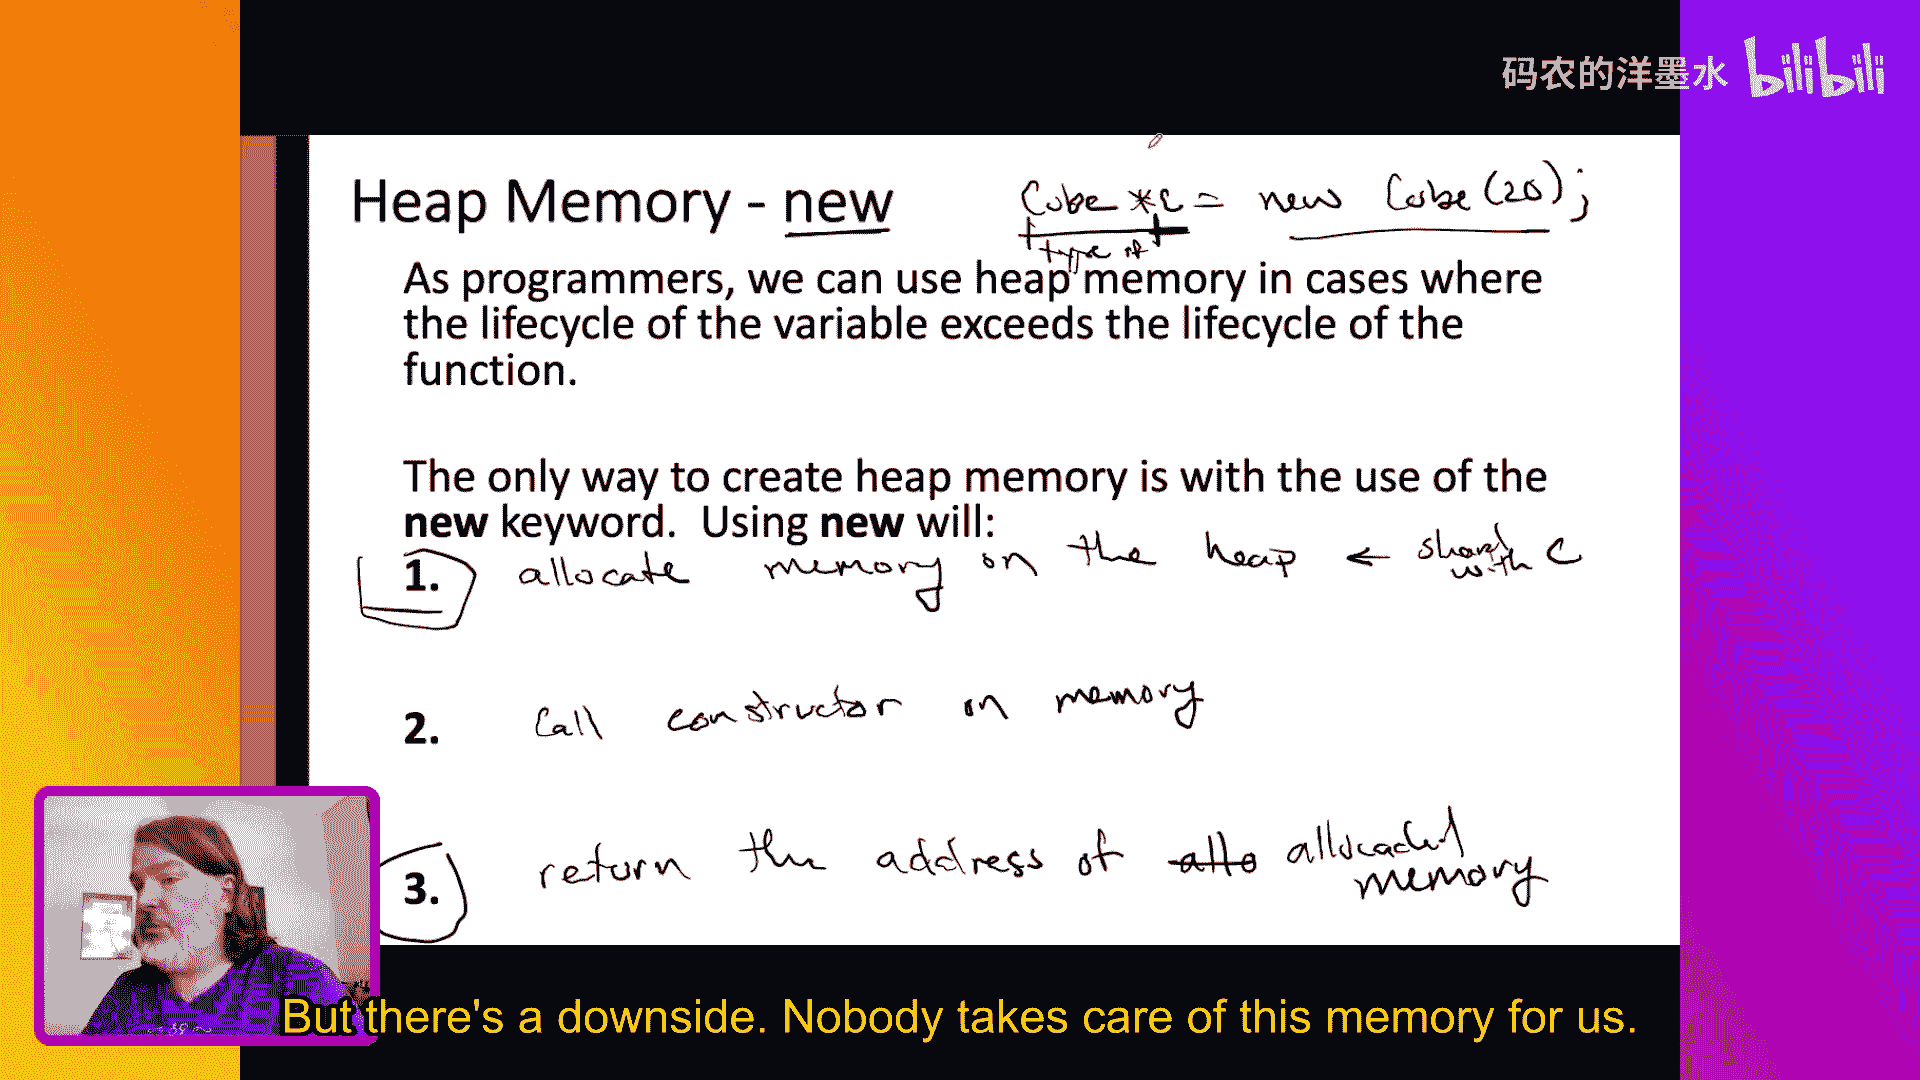 码农的洋墨水 bilibili
Heap Memory - new
Cube *c = new Cube(20);
type of
As programmers, we can use heap memory in cases where
the lifecycle of the variable exceeds the lifecycle of the
function.
The only way to create heap memory is with the use of the
new keyword. Using new will:
1. allocate memory on the heap ← shared with C
2. Call constructor on memory
3. return the address of allo allocated
memory
But there's a downside. Nobody takes care of this memory for us.